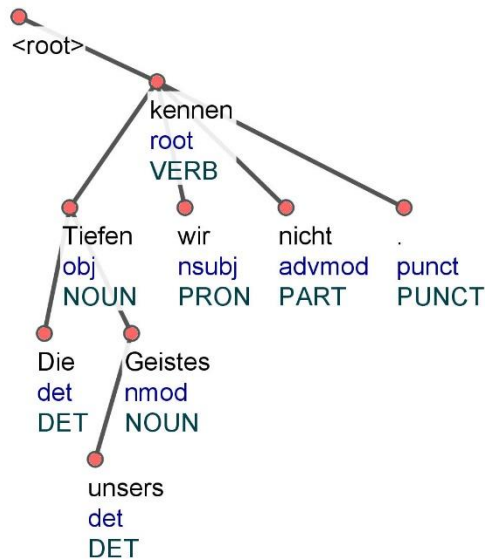 <root>
kennen
root
VERB
Tiefen wir nicht .
obj nsubj advmod punct
NOUN PRON PART PUNCT
Die Geistes
det nmod
DET NOUN
unsers
det
DET